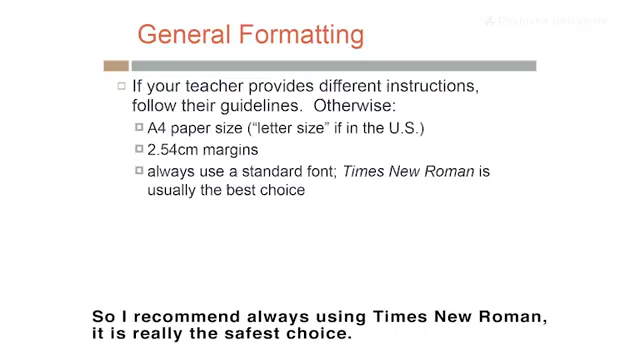 General Formatting
If your teacher provides different instructions,
follow their guidelines.  Otherwise:
A4 paper size ("letter size" if in the U.S.)
2.54cm margins
always use a standard font; Times New Roman is
usually the best choice
So I recommend always using Times New Roman,
it is really the safest choice.